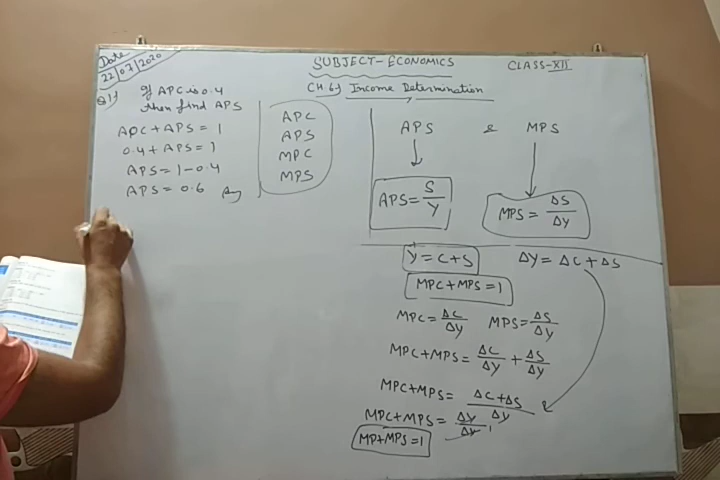 Date
22/07/2020
SUBJECT-ECONOMICS
CLASS-XII
CH.6} Income Determination
Q1} If APC is 0.4
then find APS
APC + APS = 1
0.4 + APS = 1
APS = 1 - 0.4
APS = 0.6
APC
APS
MPC
MPS
APS & MPS
APS = S/Y
MPS = ΔS/ΔY
Y = C + S
ΔY = ΔC + ΔS
MPC + MPS = 1
MPC = ΔC/ΔY MPS = ΔS/ΔY
MPC + MPS = ΔC/ΔY + ΔS/ΔY
MPC + MPS = ΔC + ΔS/ΔY
MPC + MPS = ΔY/ΔY 1
MP+MPS = 1